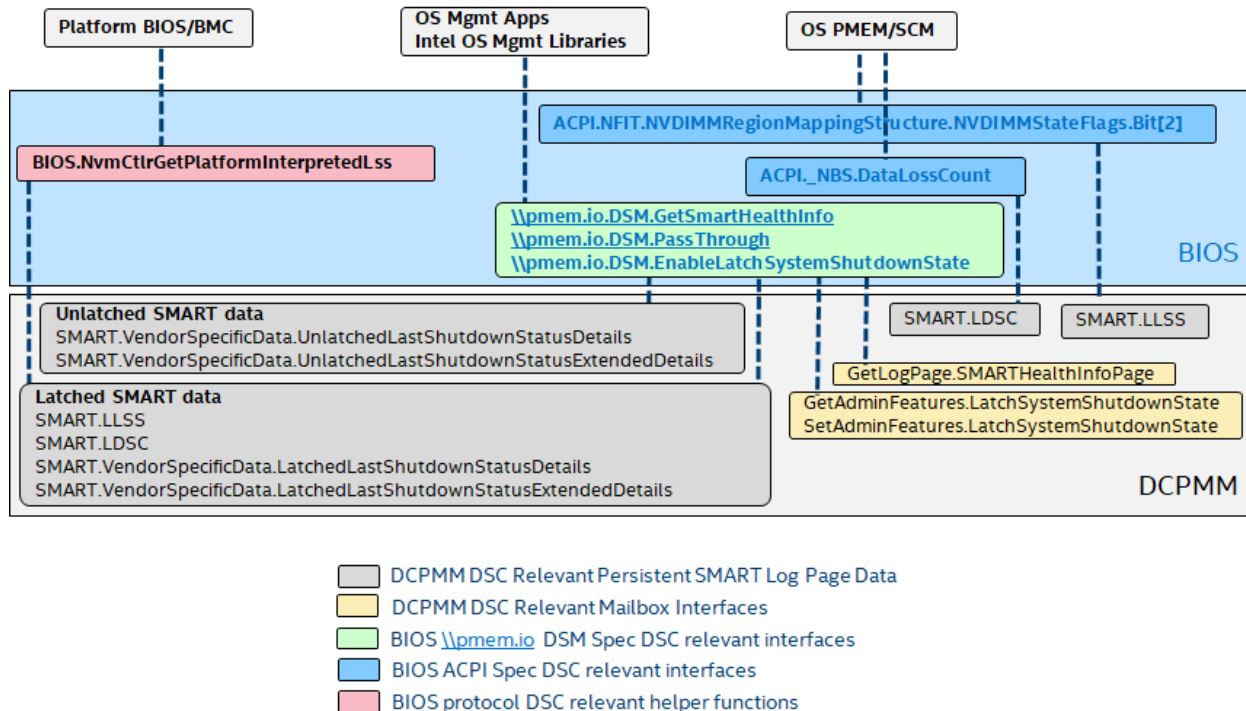 Platform BIOS/BMC
OS Mgmt Apps
Intel OS Mgmt Libraries
OS PMEM/SCM
ACPI.NFIT.NVDIMMRegionMappingStructure.NVDIMMStateFlags.Bit[2]
BIOS.NvmCtlrGetPlatformInterpretedLss
ACPI._NBS.DataLossCount
\\pmem.io.DSM.GetSmartHealthInfo
\\pmem.io.DSM.PassThrough
\\pmem.io.DSM.EnableLatchSystemShutdownState
BIOS
Unlatched SMART data
SMART.VendorSpecificData.UnlatchedLastShutdownStatusDetails
SMART.VendorSpecificData.UnlatchedLastShutdownStatusExtendedDetails
SMART.LDSC
SMART.LLSS
GetLogPage.SMARTHealthInfoPage
GetAdminFeatures.LatchSystemShutdownState
SetAdminFeatures.LatchSystemShutdownState
Latched SMART data
SMART.LLSS
SMART.LDSC
SMART.VendorSpecificData.LatchedLastShutdownStatusDetails
SMART.VendorSpecificData.LatchedLastShutdownStatusExtendedDetails
DCPMM
DCPMM DSC Relevant Persistent SMART Log Page Data
DCPMM DSC Relevant Mailbox Interfaces
BIOS \\pmem.io DSM Spec DSC relevant interfaces
BIOS ACPI Spec DSC relevant interfaces
BIOS protocol DSC relevant helper functions